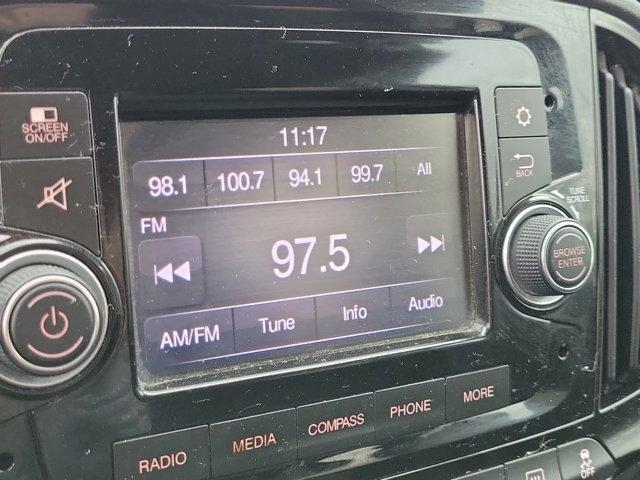 11:17
SCREEN
ON/OFF
98.1 100.7 94.1 99.7 All
BACK
FM
97.5
TUNE
SCROLL
BROWSE
ENTER
AM/FM Tune Info Audio
RADIO MEDIA COMPASS PHONE MORE
OFF